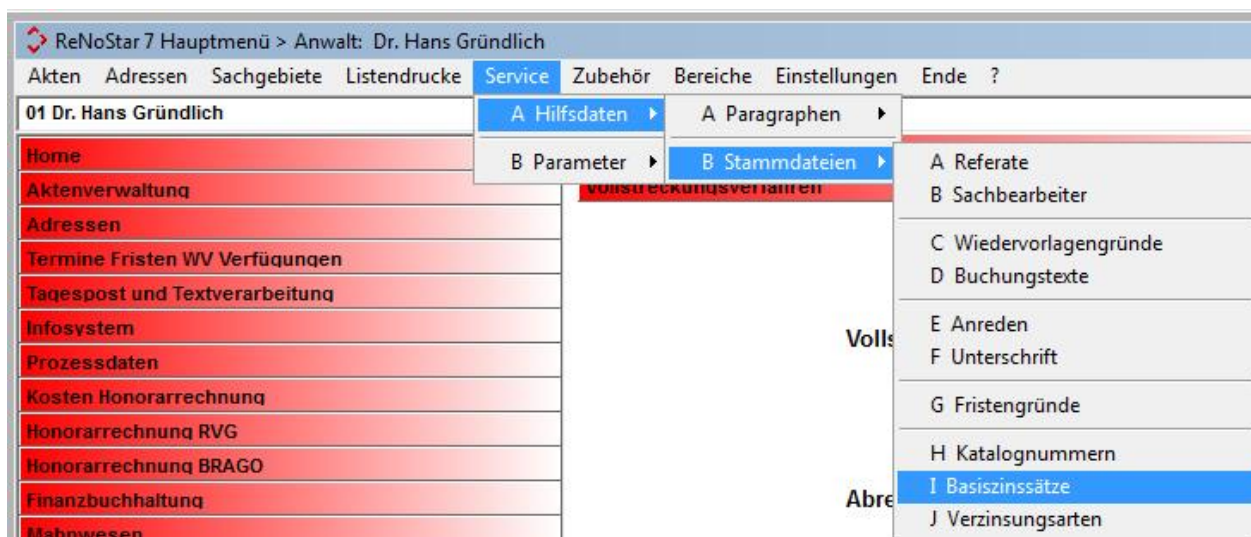 ReNoStar 7 Hauptmenü > Anwalt: Dr. Hans Gründlich
Akten Adressen Sachgebiete Listendrucke Service Zubehör Bereiche Einstellungen Ende ?
01 Dr. Hans Gründlich
A Hilfsdaten
B Parameter
A Paragraphen
B Stammdateien
A Referate
B Sachbearbeiter
C Wiedervorlagengründe
D Buchungstexte
E Anreden
F Unterschrift
G Fristengründe
H Katalognummern
I Basiszinssätze
J Verzinsungsarten
Home
Aktenverwaltung
Adressen
Termine Fristen WV Verfügungen
Tagespost und Textverarbeitung
Infosystem
Prozessdaten
Kosten Honorarrechnung
Honorarrechnung RVG
Honorarrechnung BRAGO
Finanzbuchhaltung
Mahnwesen
Vollstreckungsverfahren
Volls
Abre